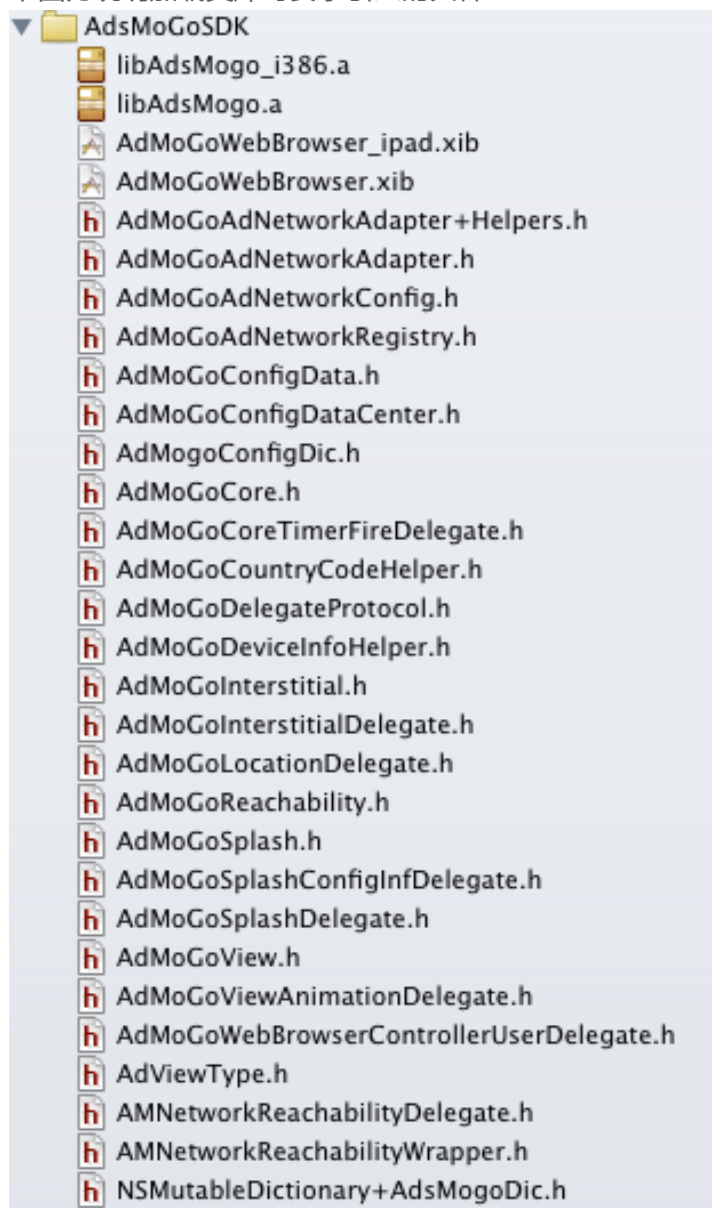 AdsMoGoSDK
libAdsMogo_i386.a
libAdsMogo.a
AdMoGoWebBrowser_ipad.xib
AdMoGoWebBrowser.xib
AdMoGoAdNetworkAdapter+Helpers.h
AdMoGoAdNetworkAdapter.h
AdMoGoAdNetworkConfig.h
AdMoGoAdNetworkRegistry.h
AdMoGoConfigData.h
AdMoGoConfigDataCenter.h
AdMogoConfigDic.h
AdMoGoCore.h
AdMoGoCoreTimerFireDelegate.h
AdMoGoCountryCodeHelper.h
AdMoGoDelegateProtocol.h
AdMoGoDeviceInfoHelper.h
AdMoGoInterstitial.h
AdMoGoInterstitialDelegate.h
AdMoGoLocationDelegate.h
AdMoGoReachability.h
AdMoGoSplash.h
AdMoGoSplashConfigInfDelegate.h
AdMoGoSplashDelegate.h
AdMoGoView.h
AdMoGoViewAnimationDelegate.h
AdMoGoWebBrowserControllerUserDelegate.h
AdViewType.h
AMNetworkReachabilityDelegate.h
AMNetworkReachabilityWrapper.h
NSMutableDictionary+AdsMogoDic.h